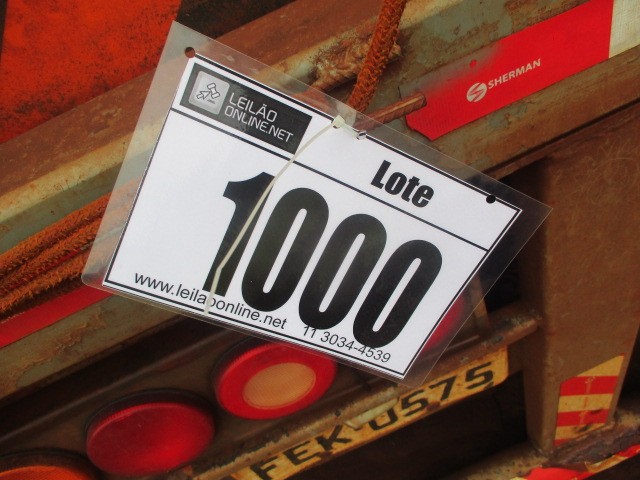 SHERMAN
LEILÃO
ONLINE.NET
Lote
1000
www.leilaoonline.net 11 3034-4539
FEK 0575